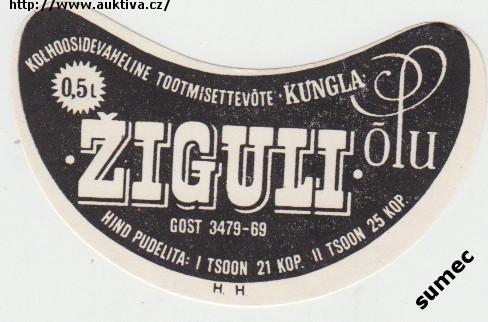 http://www.auktiva.cz/
KOLHOOSIDEVAHELINE TOOTMISETTEVÕTE · KUNGLA
0,5 L
· ŽIGULI · õlu
GOST 3479-69
HIND PUDELITA: I TSOON 21 KOP. II TSOON 25 KOP.
H. H
sumec